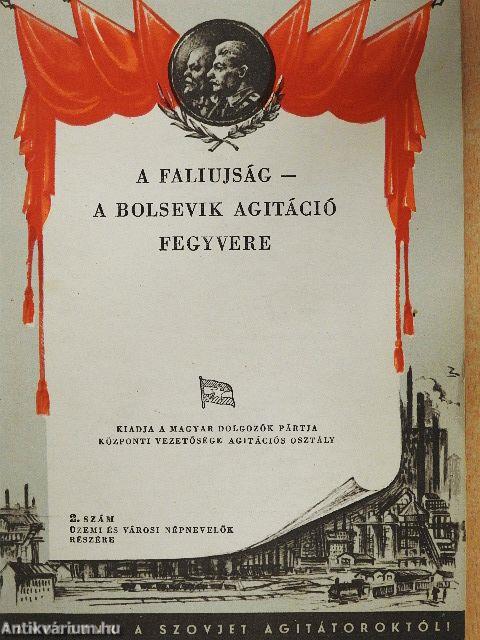 A FALIUJSÁG —
A BOLSEVIK AGITÁCIÓ
FEGYVERE
KIADJA A MAGYAR DOLGOZÓK PÁRTJA
KÖZPONTI VEZETŐSÉGE AGITÁCIÓS OSZTÁLY
2. SZÁM
ÜZEMI ÉS VÁROSI NÉPNEVELŐK
RÉSZÉRE
A SZOVJET AGITÁTOROKTÓL!
Antikvárium.hu